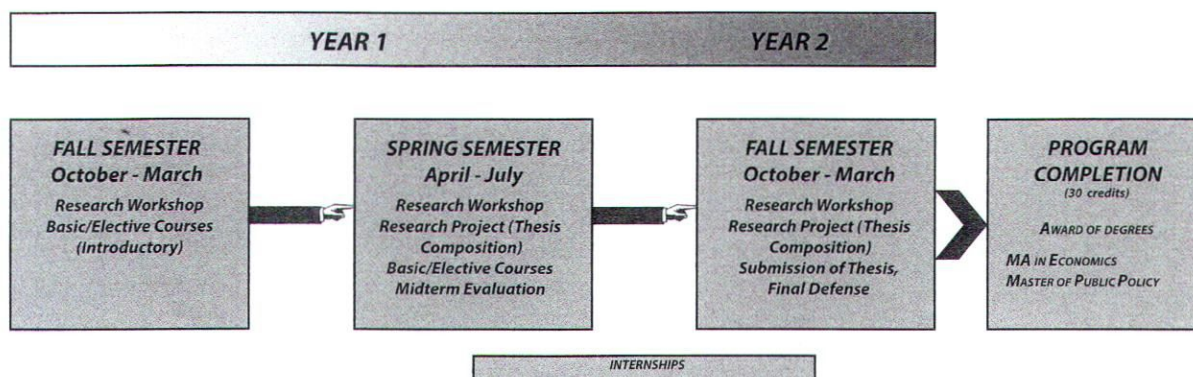 YEAR 1
YEAR 2
FALL SEMESTER
October - March
Research Workshop
Basic/Elective Courses
(Introductory)
SPRING SEMESTER
April - July
Research Workshop
Research Project (Thesis
Composition)
Basic/Elective Courses
Midterm Evaluation
FALL SEMESTER
October - March
Research Workshop
Research Project (Thesis
Composition)
Submission of Thesis,
Final Defense
PROGRAM
COMPLETION
(30 credits)
AWARD OF DEGREES
MA IN ECONOMICS
MASTER OF PUBLIC POLICY
INTERNSHIPS